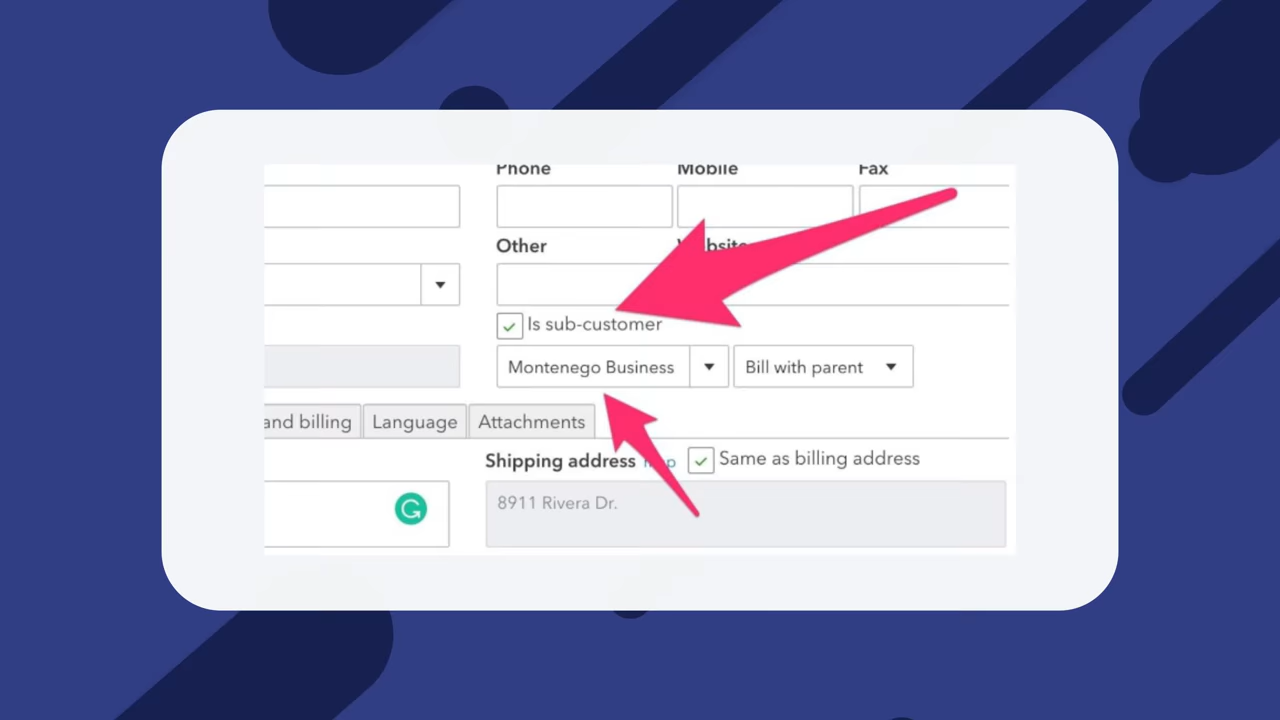 Phone Mobile Fax
Other Website
Is sub-customer
Montenego Business Bill with parent
and billing Language Attachments
Shipping address Same as billing address
8911 Rivera Dr.